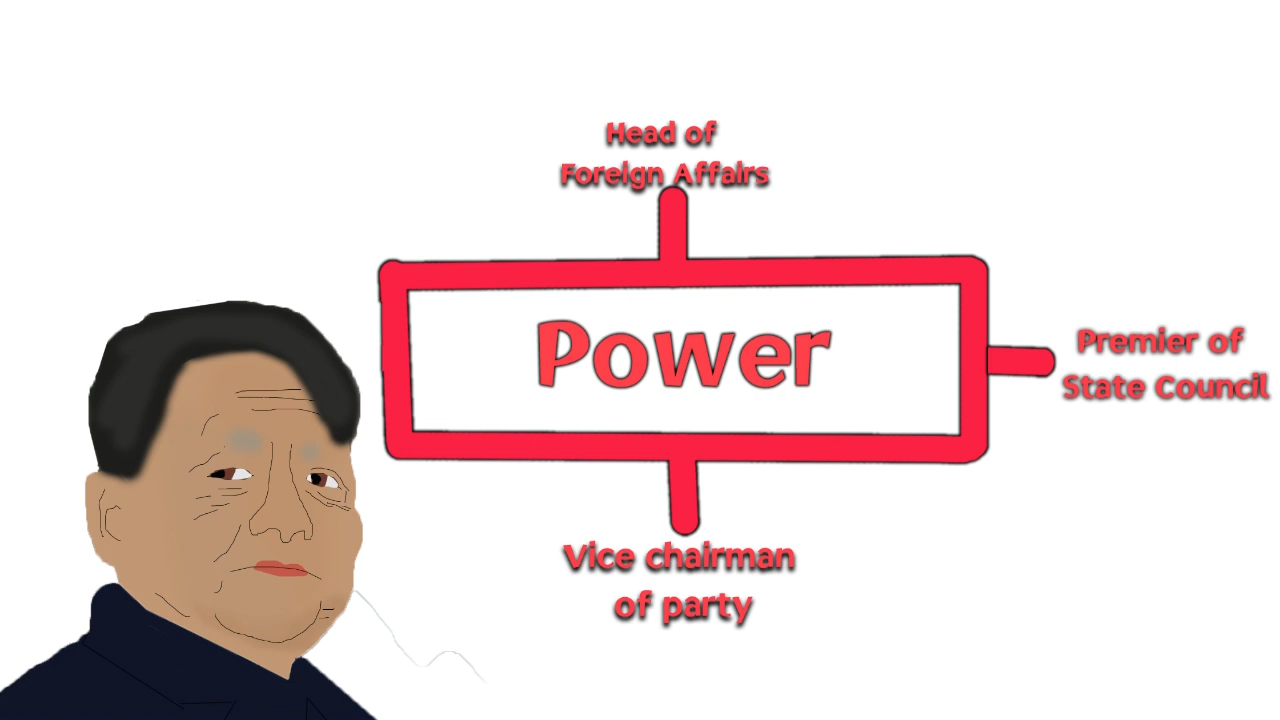 Head of
Foreign Affairs
Power
Premier of
State Council
Vice chairman
of party